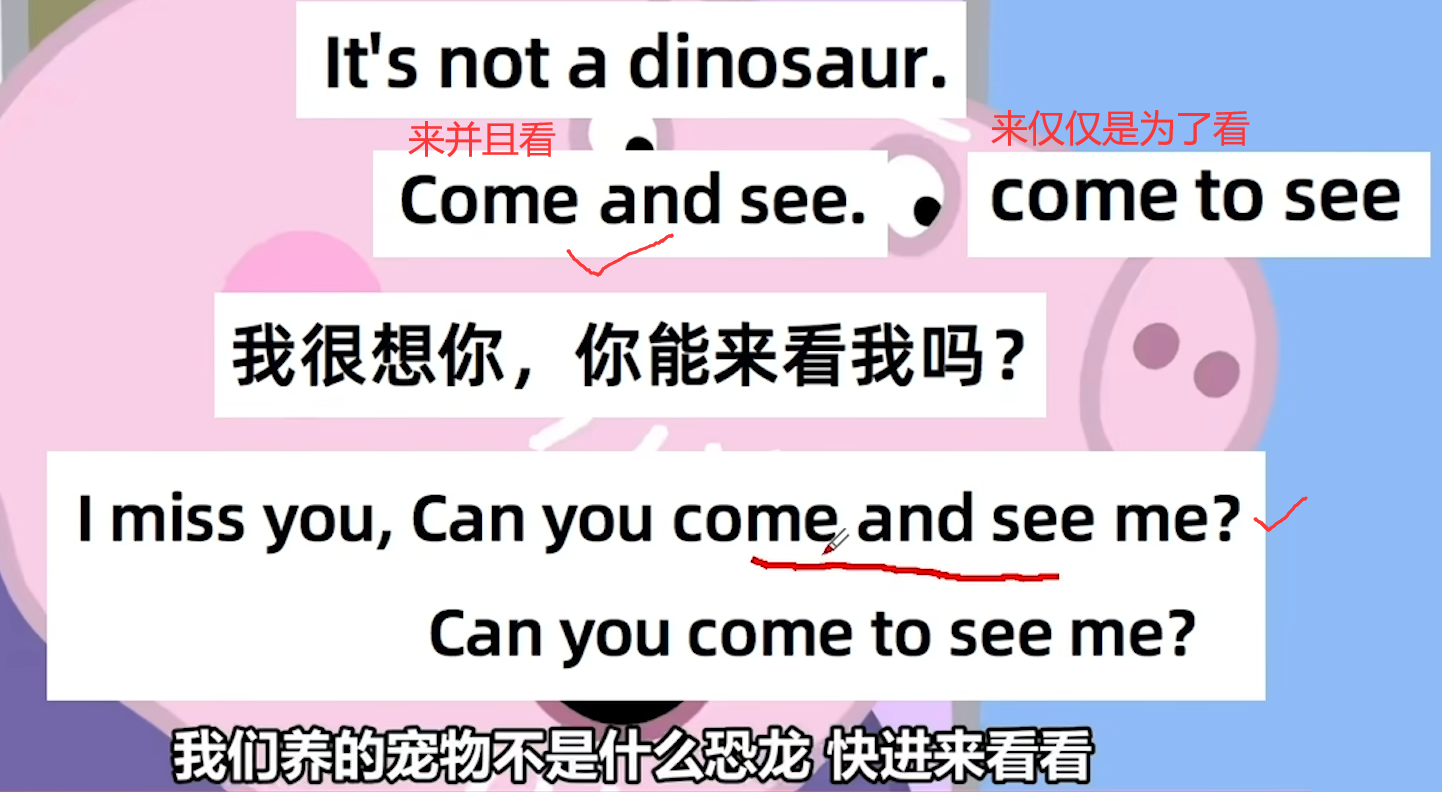 It's not a dinosaur.
来并且看
来仅仅是为了看
Come and see.
come to see
我很想你，你能来看我吗？
I miss you, Can you come and see me?
Can you come to see me?
我们养的宠物不是什么恐龙 快进来看看